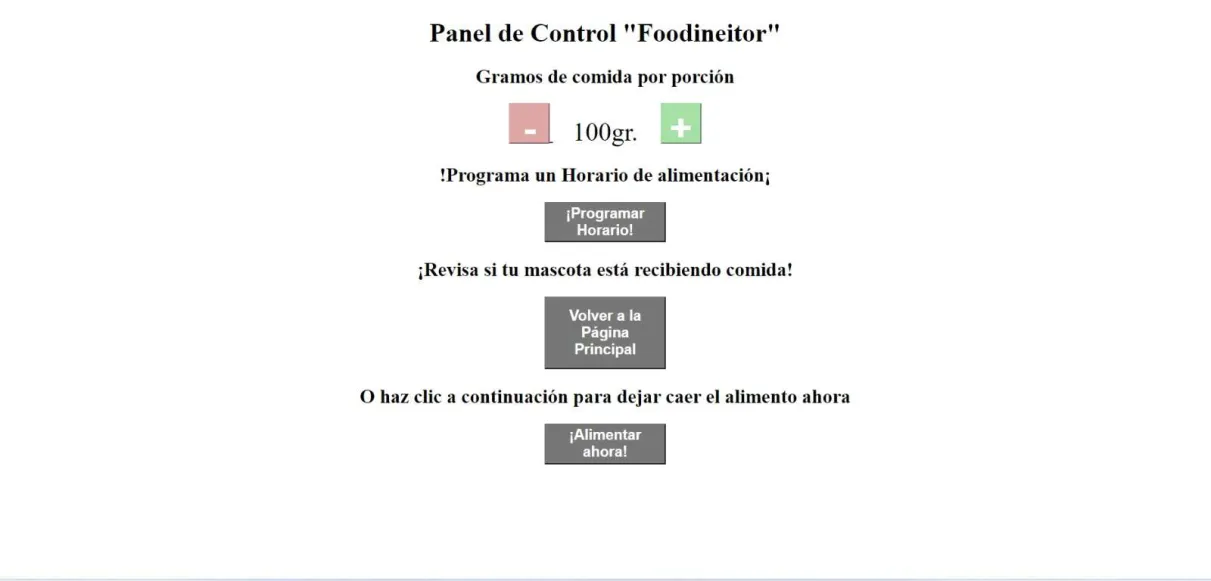 Panel de Control "Foodineitor"
Gramos de comida por porción
- 100gr. +
!Programa un Horario de alimentación¡
¡Programar
Horario!
¡Revisa si tu mascota está recibiendo comida!
Volver a la
Página
Principal
O haz clic a continuación para dejar caer el alimento ahora
¡Alimentar
ahora!